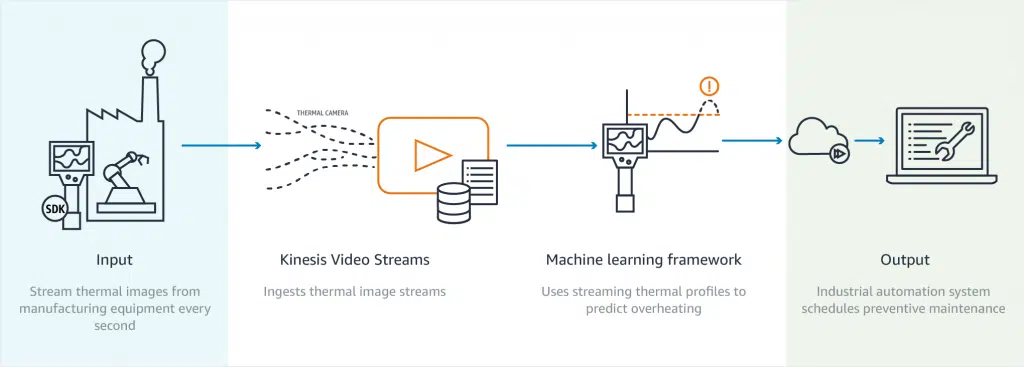 THERMAL CAMERA
SDK
Input
Stream thermal images from
manufacturing equipment every
second
Kinesis Video Streams
Ingests thermal image streams
Machine learning framework
Uses streaming thermal profiles to
predict overheating
Output
Industrial automation system
schedules preventive maintenance